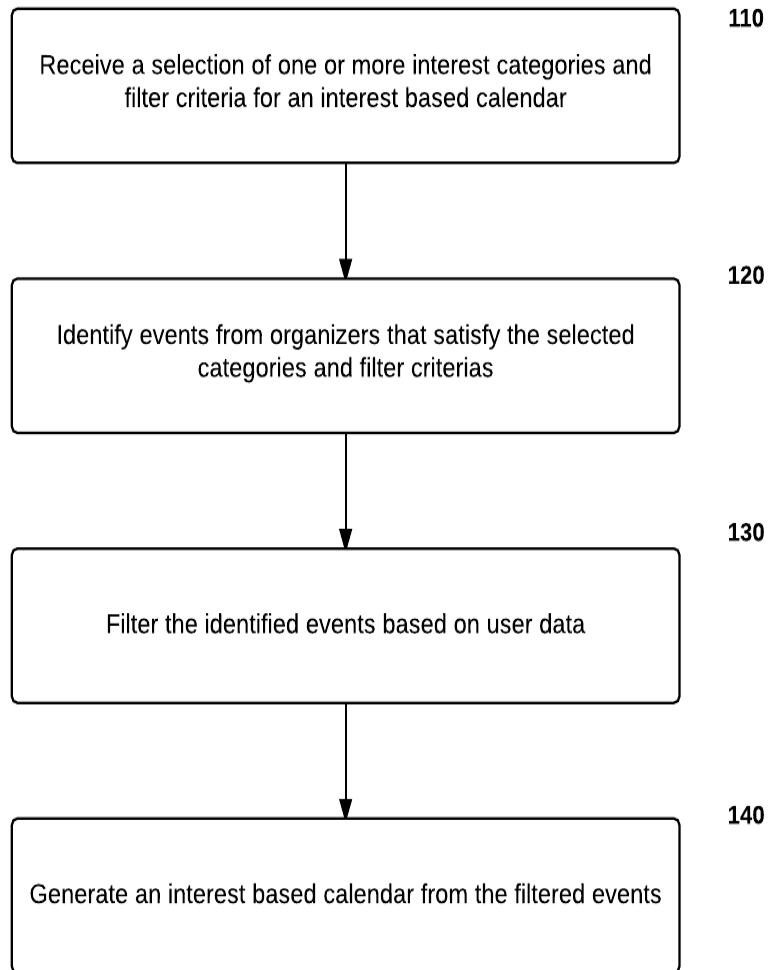 110
Receive a selection of one or more interest categories and
filter criteria for an interest based calendar
120
Identify events from organizers that satisfy the selected
categories and filter criterias
130
Filter the identified events based on user data
140
Generate an interest based calendar from the filtered events